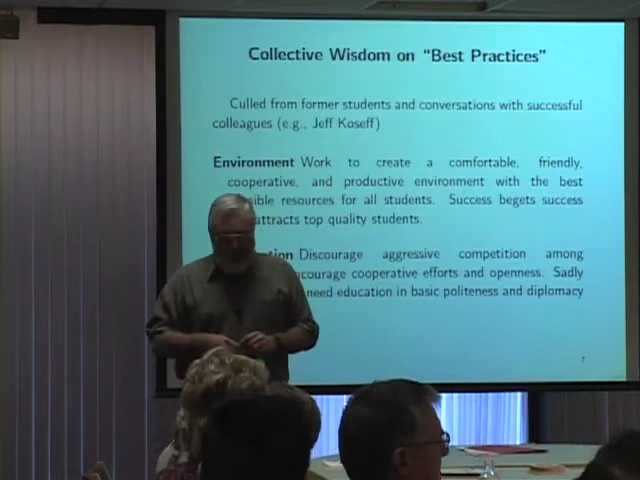 Collective Wisdom on "Best Practices"
Culled from former students and conversations with successful
colleagues (e.g., Jeff Koseff)
Environment Work to create a comfortable, friendly,
cooperative, and productive environment with the best
resources for all students. Success begets success
attracts top quality students.
Discourage aggressive competition among
cooperative efforts and openness. Sadly
need education in basic politeness and diplomacy